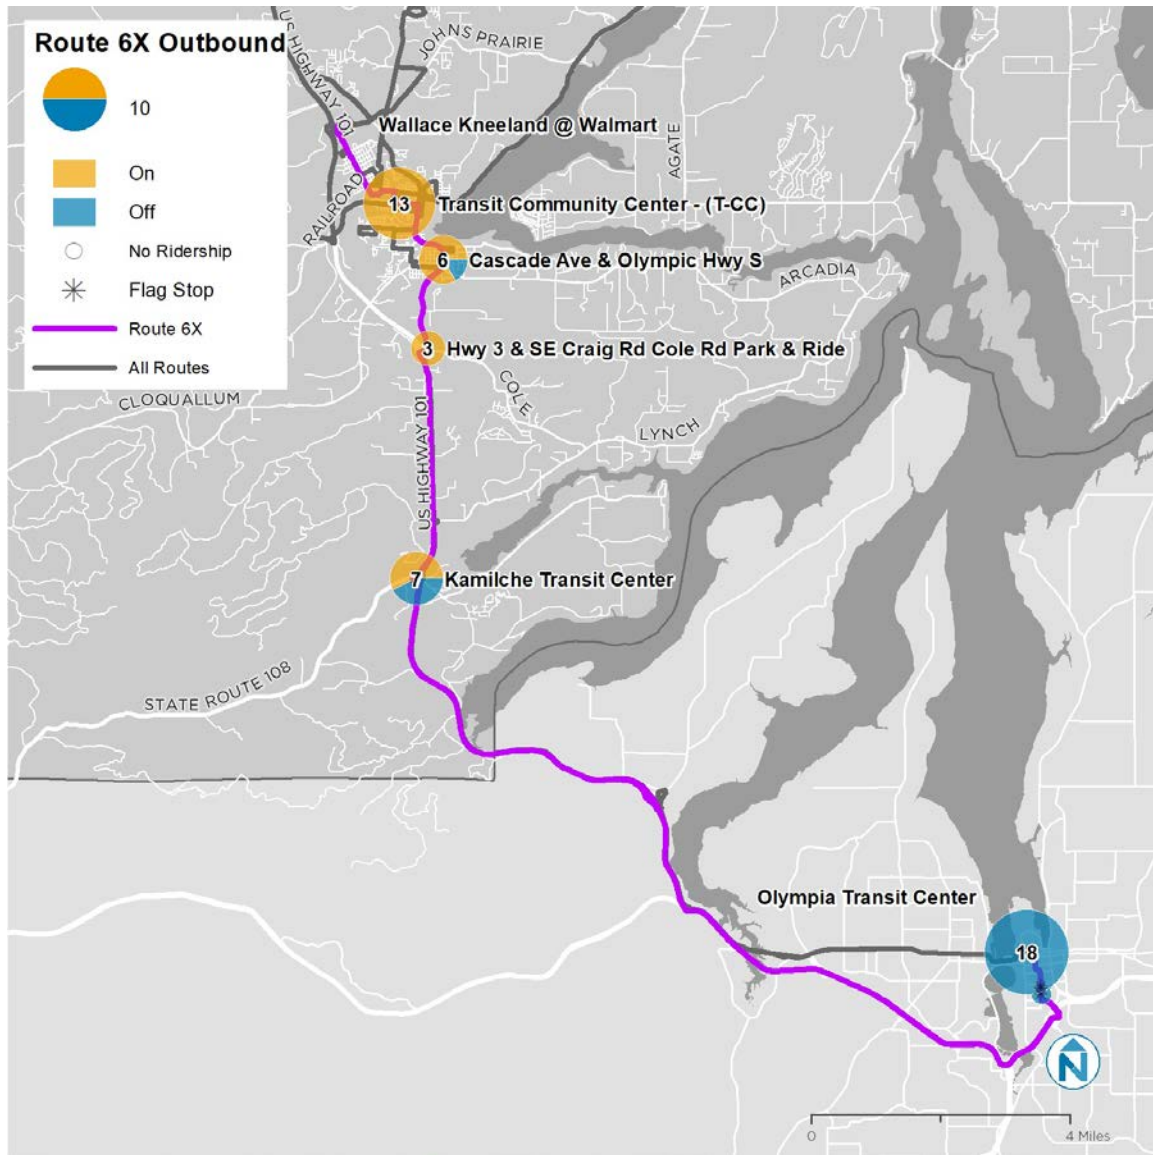 Route 6X Outbound
10
On
Off
No Ridership
Flag Stop
Route 6X
All Routes
US HIGHWAY 101
JOHNS PRAIRIE
Wallace Kneeland @ Walmart
AGATE
RAILROAD
13
Transit Community Center - (T-CC)
6
Cascade Ave & Olympic Hwy S
ARCADIA
3
Hwy 3 & SE Craig Rd Cole Rd Park & Ride
CLOQUALLUM
COLE
LYNCH
US HIGHWAY 101
7
Kamilche Transit Center
STATE ROUTE 108
Olympia Transit Center
18
N
0
4 Miles